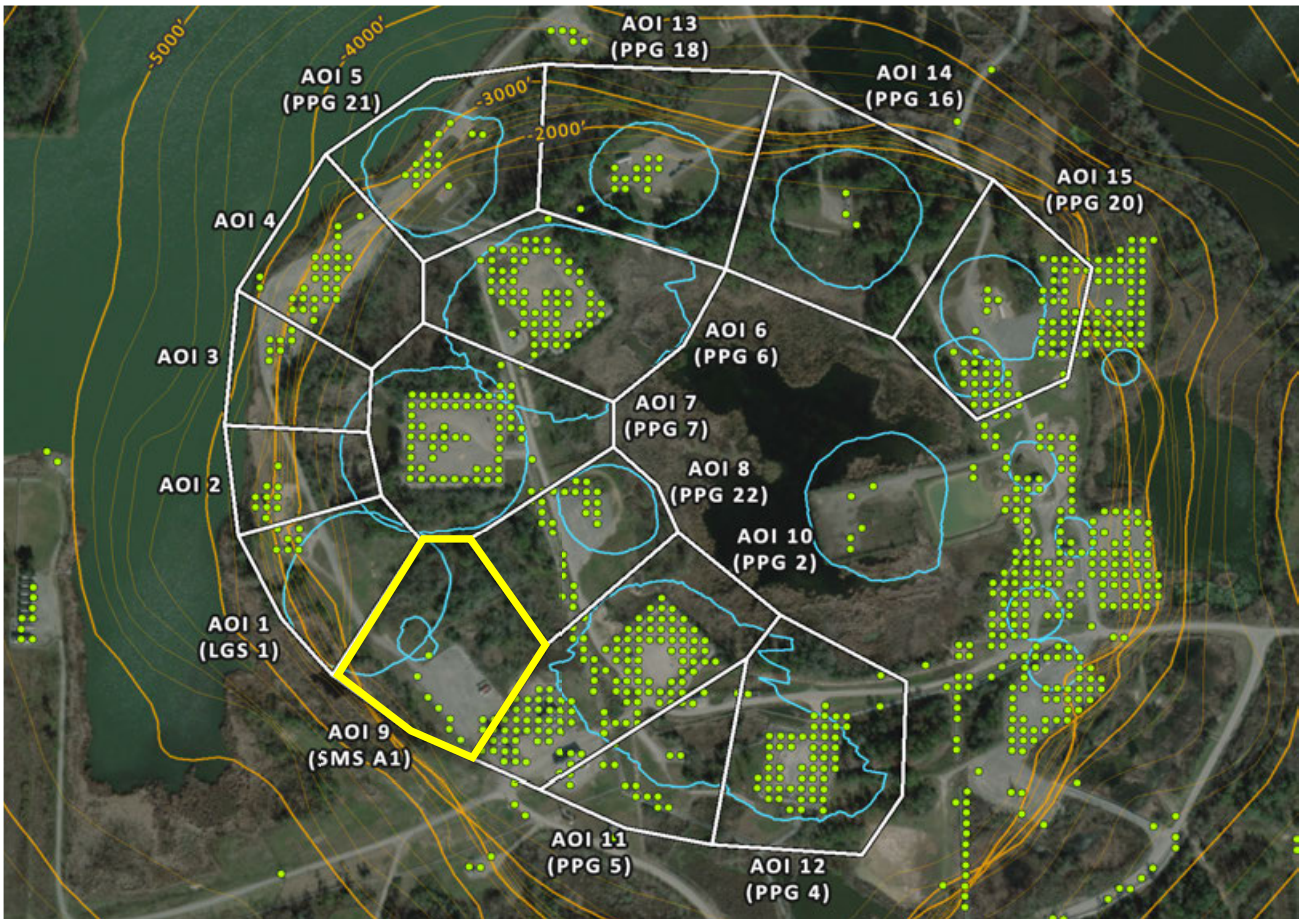 -5000'
-4000'
-3000'
-2000'
AOI 13
(PPG 18)
AOI 5
(PPG 21)
AOI 14
(PPG 16)
AOI 15
(PPG 20)
AOI 4
AOI 3
AOI 6
(PPG 6)
AOI 7
(PPG 7)
AOI 2
AOI 8
(PPG 22)
AOI 10
(PPG 2)
AOI 1
(LGS 1)
AOI 9
(SMS A1)
AOI 11
(PPG 5)
AOI 12
(PPG 4)